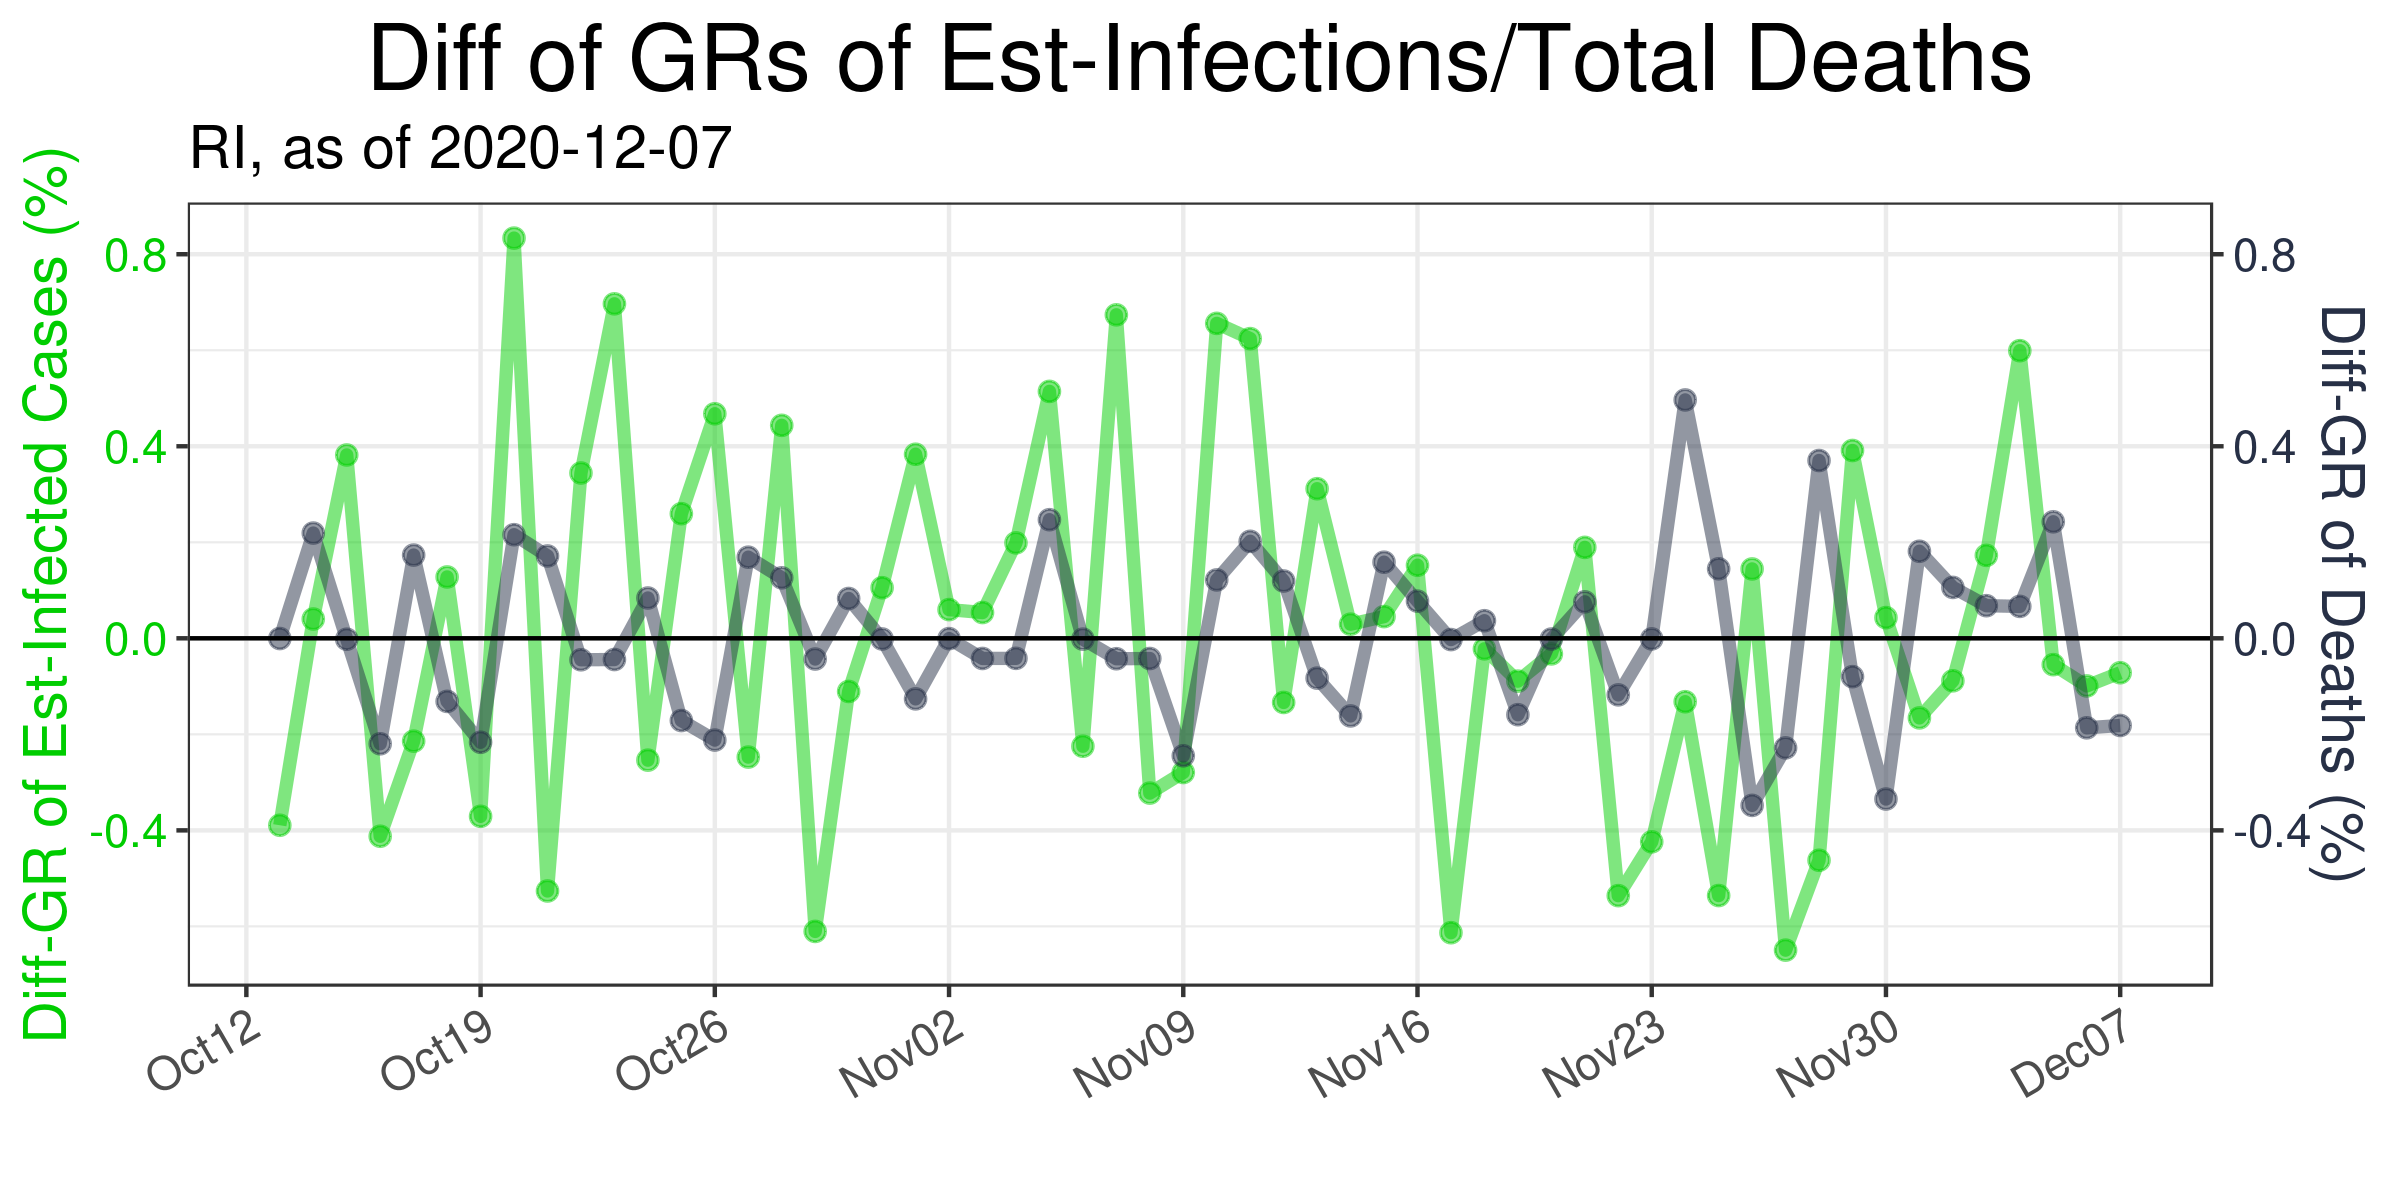 Diff of GRs of Est-Infections/Total Deaths
RI, as of 2020-12-07
Diff-GR of Est-Infected Cases (%)
0.8
0.4
0.0
-0.4
0.8
0.4
0.0
-0.4
Diff-GR of Deaths (%)
Oct12 Oct19 Oct26 Nov02 Nov09 Nov16 Nov23 Nov30 Dec07